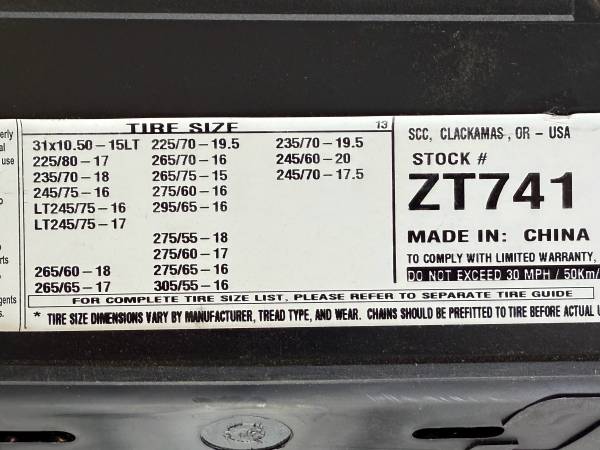 erly
al
use
o
rts
gents
s.
TIRE SIZE 13
31x10.50-15LT 225/70-19.5 235/70-19.5
225/80-17 265/70-16 245/60-20
235/70-18 265/75-15 245/70-17.5
245/75-16 275/60-16
LT245/75-16 295/65-16
LT245/75-17
275/55-18
275/60-17
265/60-18 275/65-16
265/65-17 305/55-16
FOR COMPLETE TIRE SIZE LIST, PLEASE REFER TO SEPARATE TIRE GUIDE
* TIRE SIZE DIMENSIONS VARY BY MANUFACTURER, TREAD TYPE, AND WEAR. CHAINS SHOULD BE PREFITTED TO TIRE BEFORE ACTUAL
SCC, CLACKAMAS, OR - USA
STOCK #
ZT741
MADE IN: CHINA
TO COMPLY WITH LIMITED WARRANTY,
DO NOT EXCEED 30 MPH / 50Km/